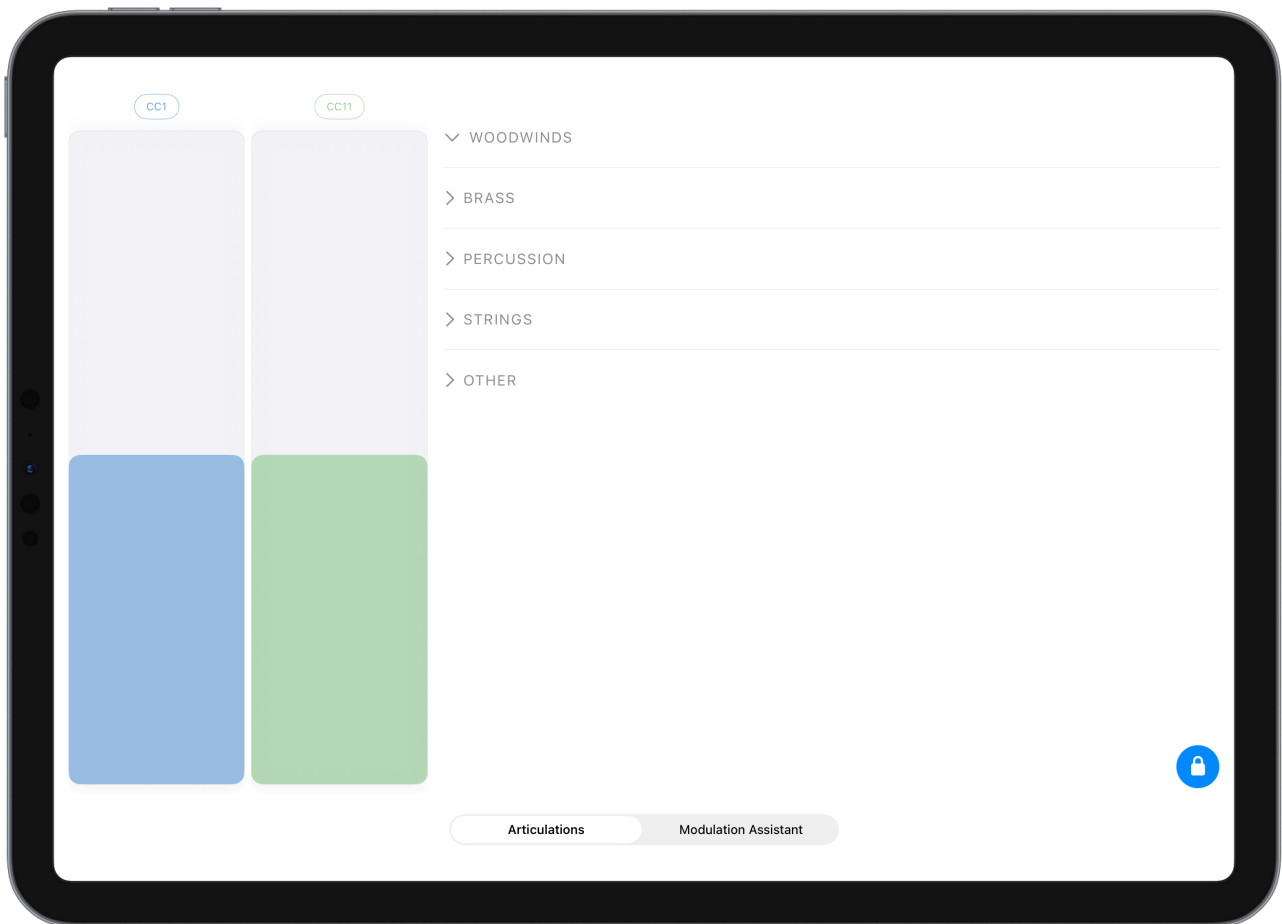 CC1
CC11
WOODWINDS
BRASS
PERCUSSION
STRINGS
OTHER
Articulations
Modulation Assistant